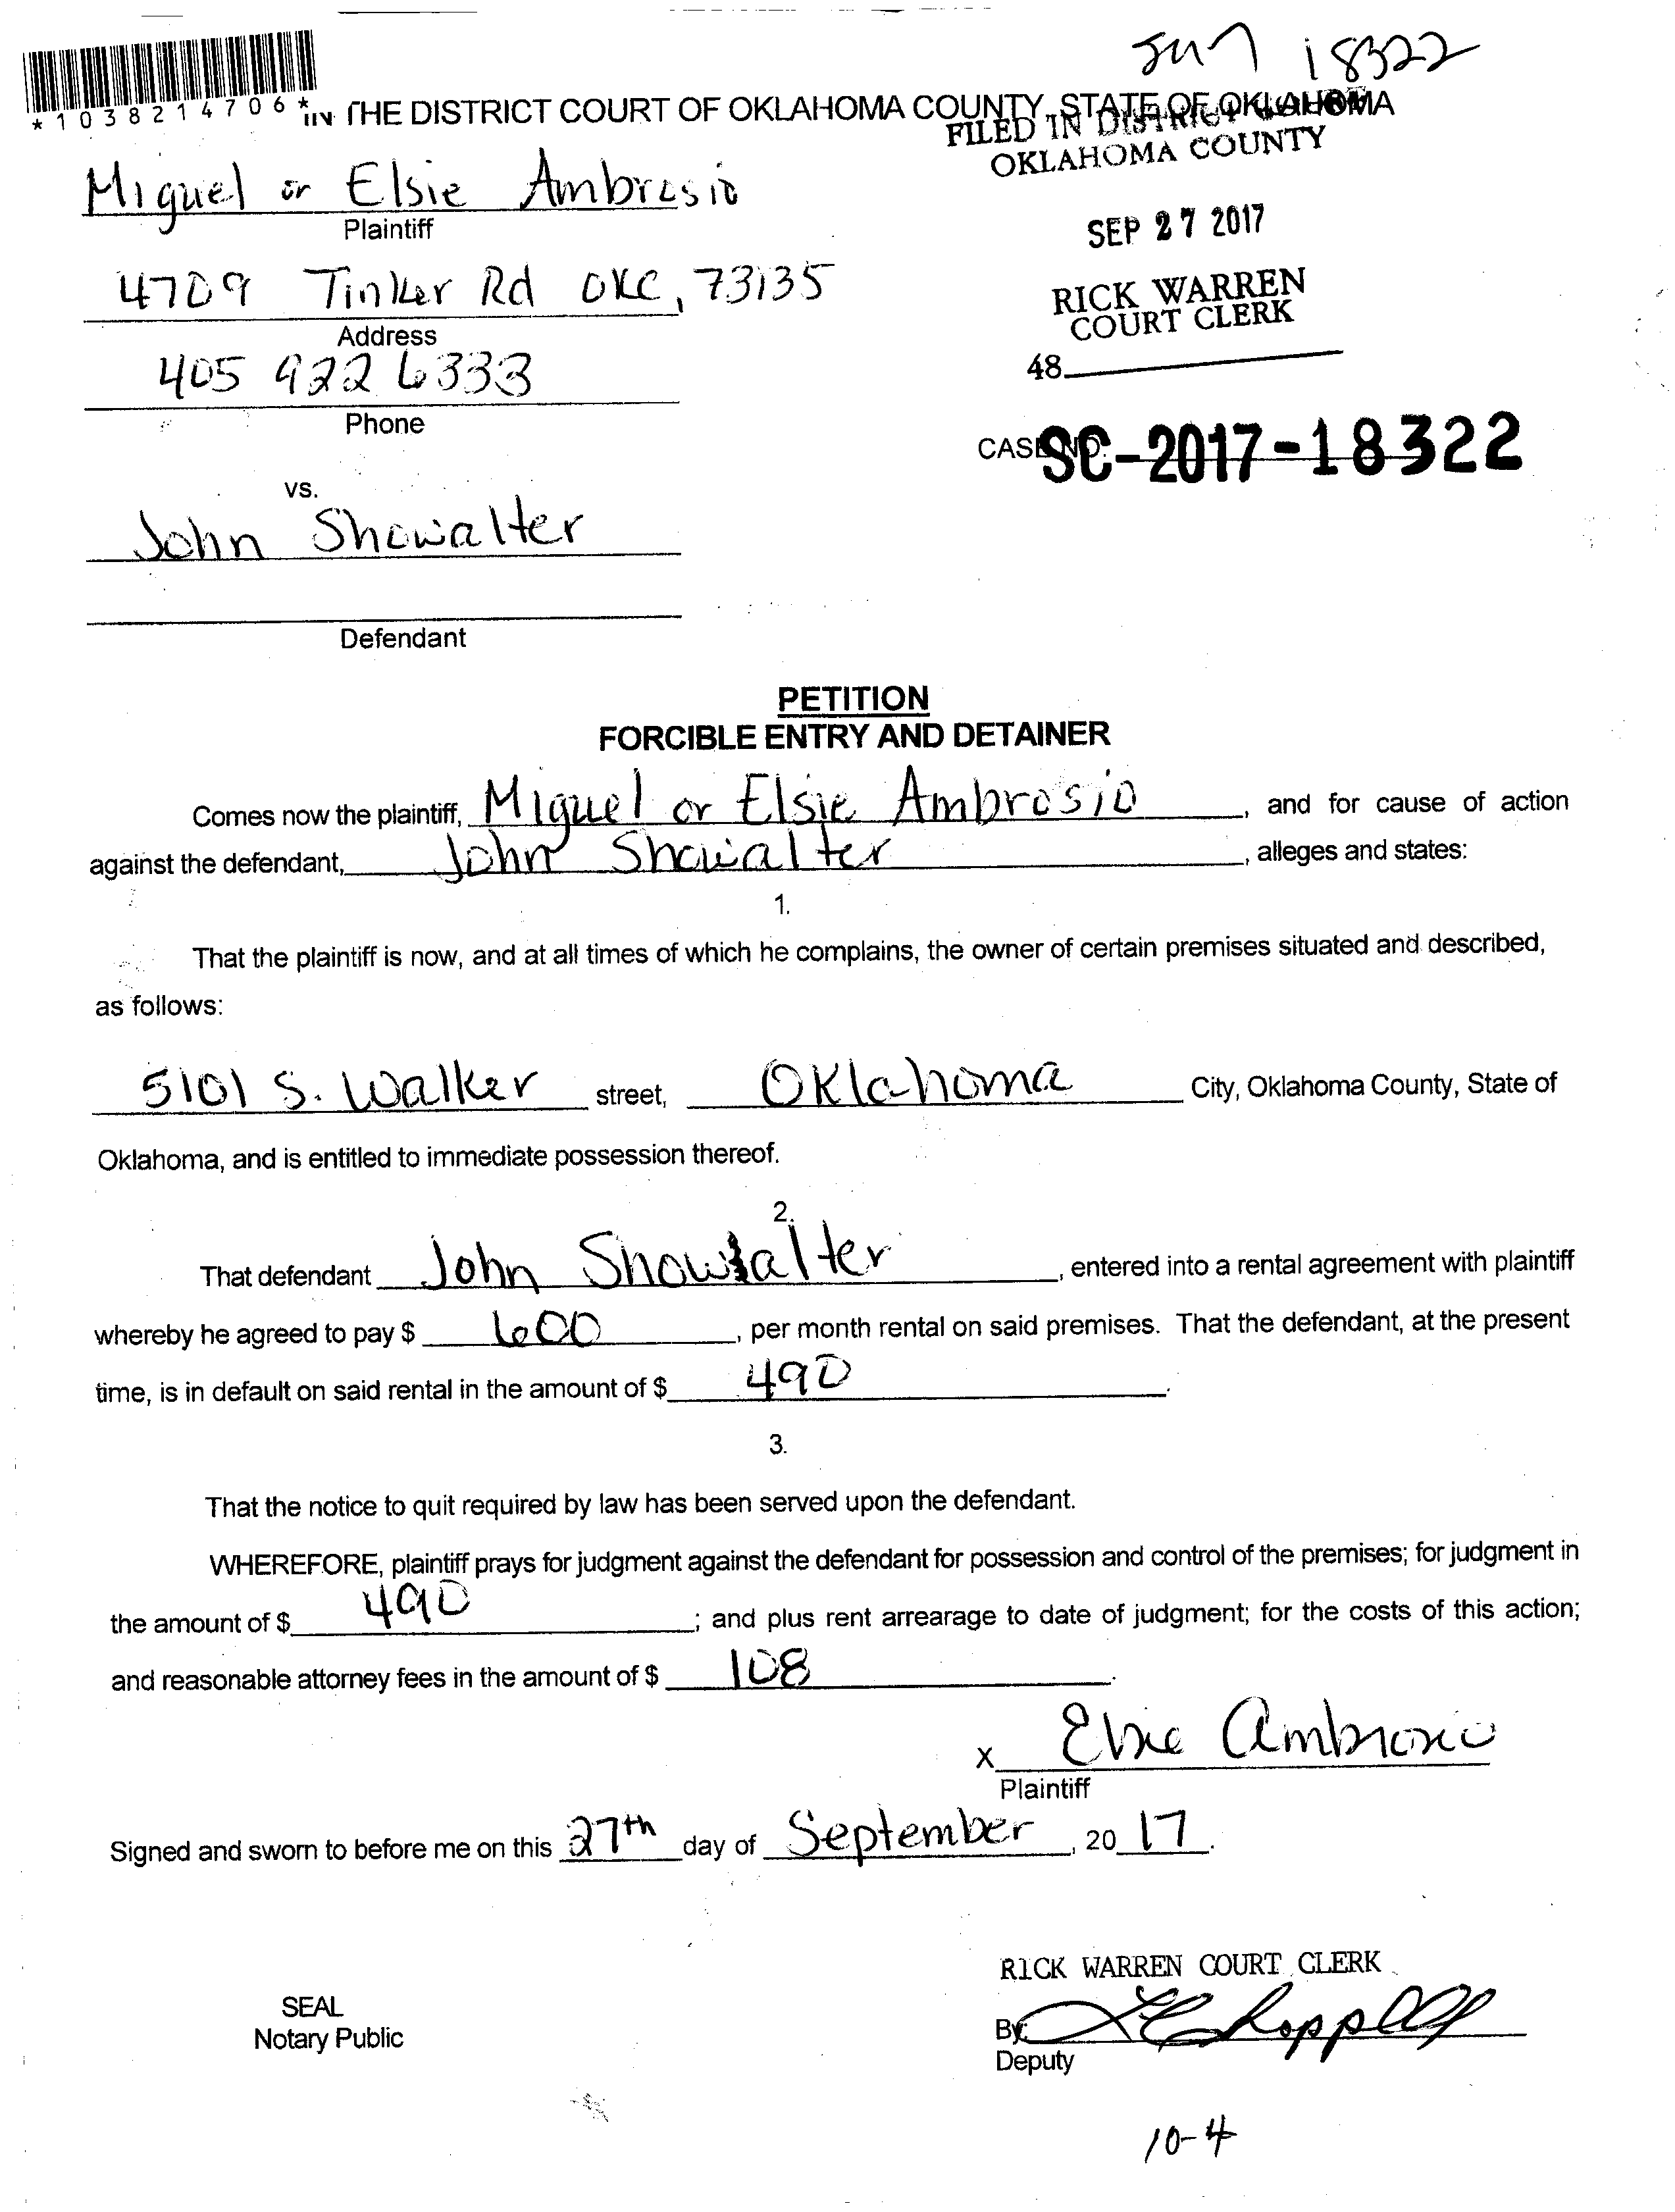 Sm7 18322
*1038214706*
IN THE DISTRICT COURT OF OKLAHOMA COUNTY, STATE OF OKLAHOMA
FILED IN DISTRICT COURT
OKLAHOMA COUNTY
Miguel or Elsie Ambrosio
Plaintiff
SEP 27 2017
4709 Tinker Rd OKC, 73135
Address
RICK WARREN
COURT CLERK
405 922 6333
Phone
48
CASE NO. SC-2017-18322
vs.
John Showalter
Defendant
PETITION
FORCIBLE ENTRY AND DETAINER
Comes now the plaintiff, Miguel or Elsie Ambrosio, and for cause of action
against the defendant, John Showalter, alleges and states:
1.
That the plaintiff is now, and at all times of which he complains, the owner of certain premises situated and described,
as follows:
5101 S. Walker street, Oklahoma City, Oklahoma County, State of
Oklahoma, and is entitled to immediate possession thereof.
2.
That defendant John Showalter, entered into a rental agreement with plaintiff
whereby he agreed to pay $ 600, per month rental on said premises. That the defendant, at the present
time, is in default on said rental in the amount of $ 490.
3.
That the notice to quit required by law has been served upon the defendant.
WHEREFORE, plaintiff prays for judgment against the defendant for possession and control of the premises; for judgment in
the amount of $ 490; and plus rent arrearage to date of judgment; for the costs of this action;
and reasonable attorney fees in the amount of $ 108.
X Elsie Ambrosio
Plaintiff
Signed and sworn to before me on this 27th day of September, 2017.
RICK WARREN COURT CLERK
SEAL
Notary Public
By:
Deputy
10-4